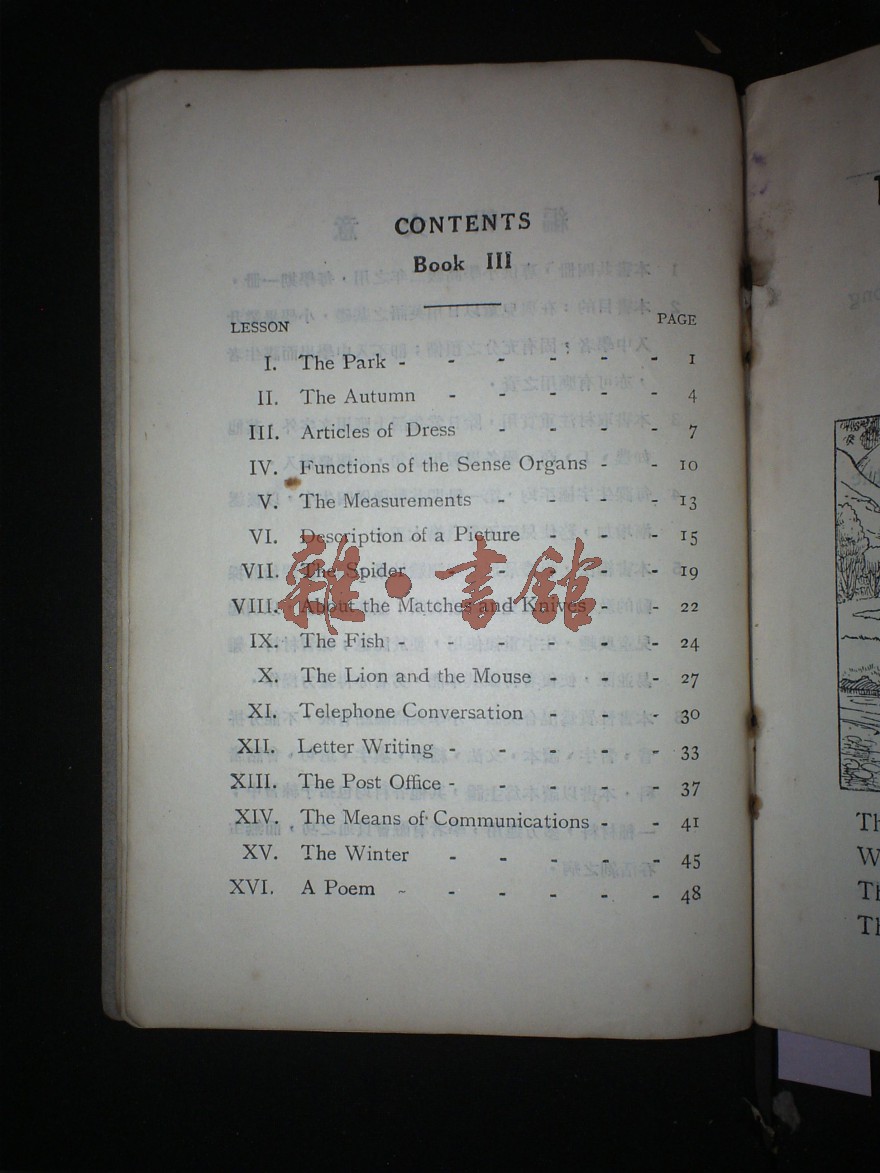 CONTENTS
Book III
LESSON PAGE
I. The Park - - - - - - 1
II. The Autumn - - - - - 4
III. Articles of Dress - - - - 7
IV. Functions of the Sense Organs - - 10
V. The Measurements - - - - 13
VI. Description of a Picture - - - 15
VII. The Spider - - - - - 19
VIII. About the Matches and Knives - - 22
IX. The Fish - - - - - - 24
X. The Lion and the Mouse - - - 27
XI. Telephone Conversation - - - 30
XII. Letter Writing - - - - - 33
XIII. The Post Office - - - - - 37
XIV. The Means of Communications - - 41
XV. The Winter - - - - - 45
XVI. A Poem - - - - - - 48
雜·書館